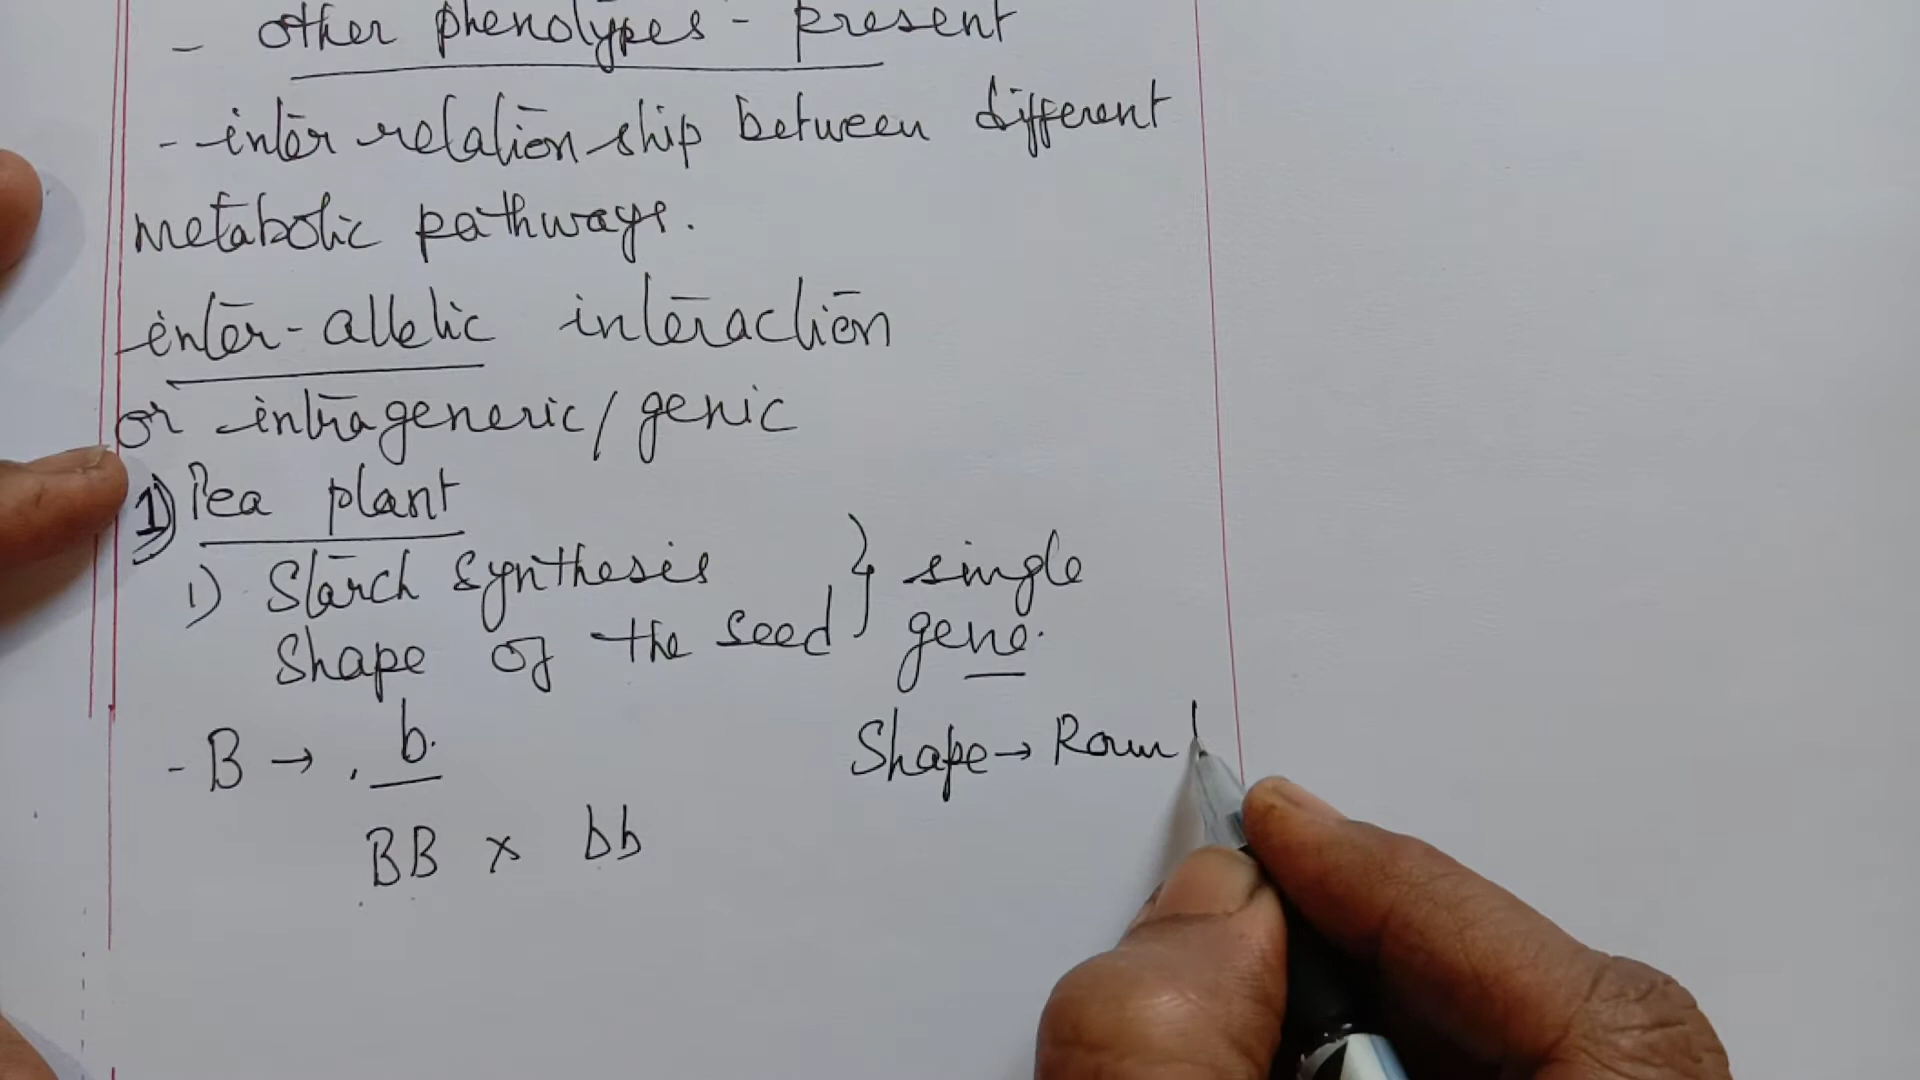 - other phenotypes - present
- inter relation ship between different
metabolic pathways.
inter-allelic interaction
or intrageneric/genic
1) Pea plant
1) Starch synthesis } single
Shape of the seed gene.
- B → . b.
Shape → Roun
BB × bb